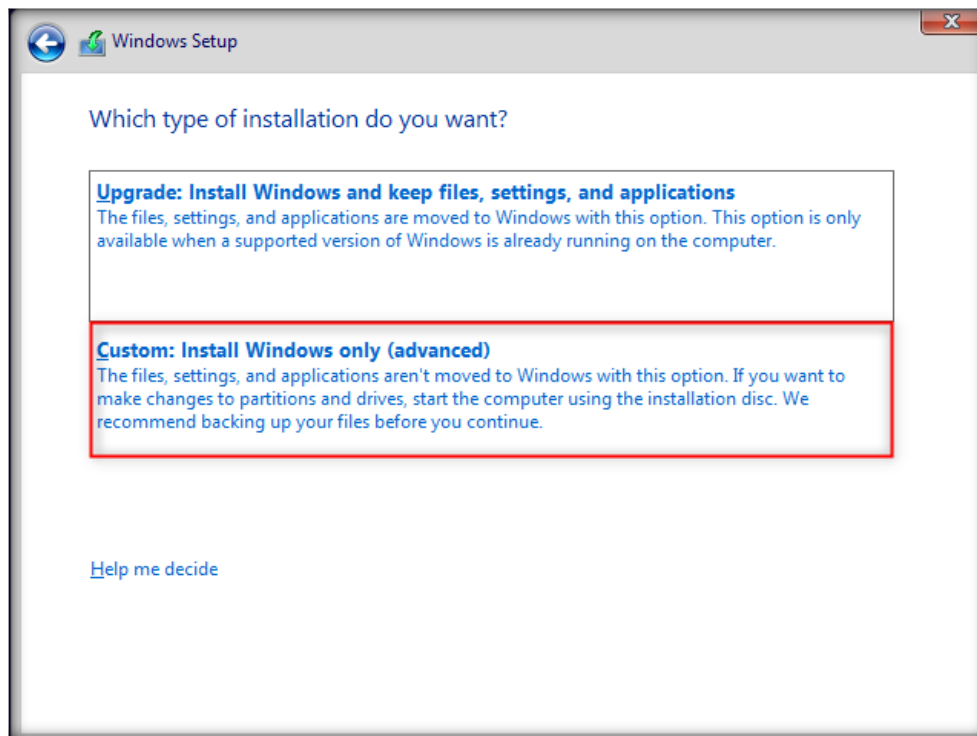 Windows Setup
Which type of installation do you want?
Upgrade: Install Windows and keep files, settings, and applications
The files, settings, and applications are moved to Windows with this option. This option is only
available when a supported version of Windows is already running on the computer.
Custom: Install Windows only (advanced)
The files, settings, and applications aren't moved to Windows with this option. If you want to
make changes to partitions and drives, start the computer using the installation disc. We
recommend backing up your files before you continue.
Help me decide